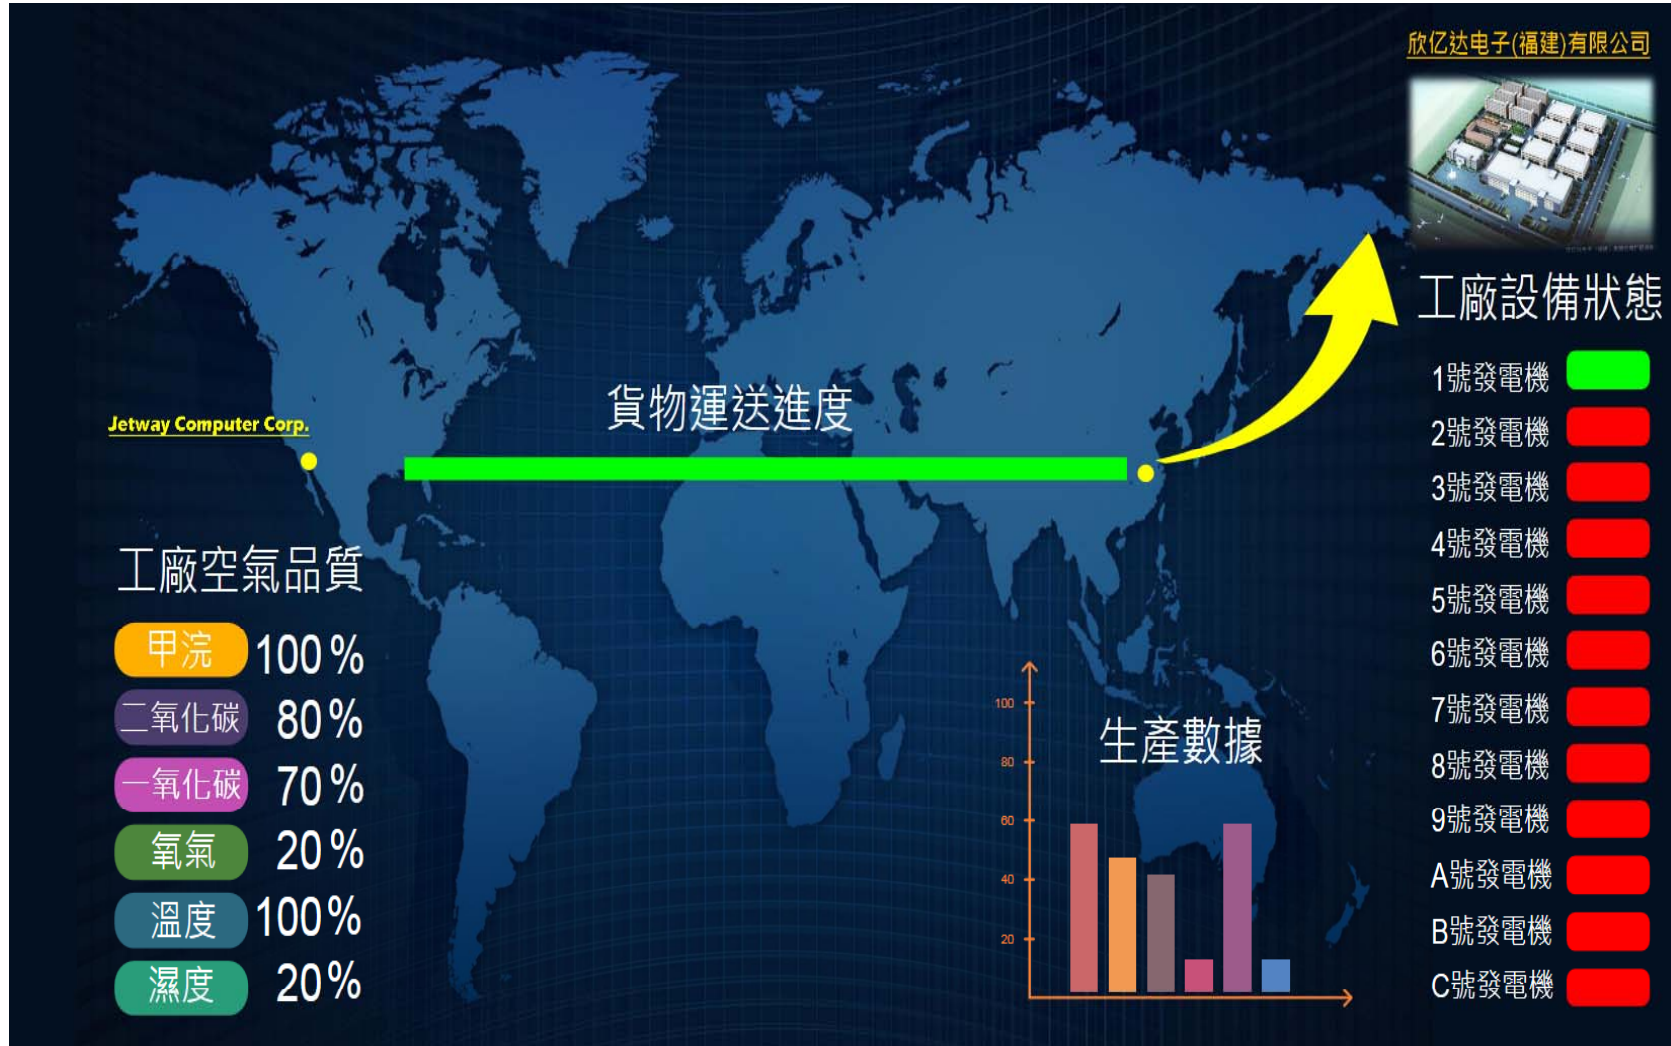 欣亿达电子(福建)有限公司
工廠設備狀態
1號發電機
2號發電機
3號發電機
4號發電機
5號發電機
6號發電機
7號發電機
8號發電機
9號發電機
A號發電機
B號發電機
C號發電機
貨物運送進度
Jetway Computer Corp.
工廠空氣品質
甲浣 100%
二氧化碳 80%
一氧化碳 70%
氧氣 20%
溫度 100%
濕度 20%
生產數據
100
80
60
40
20